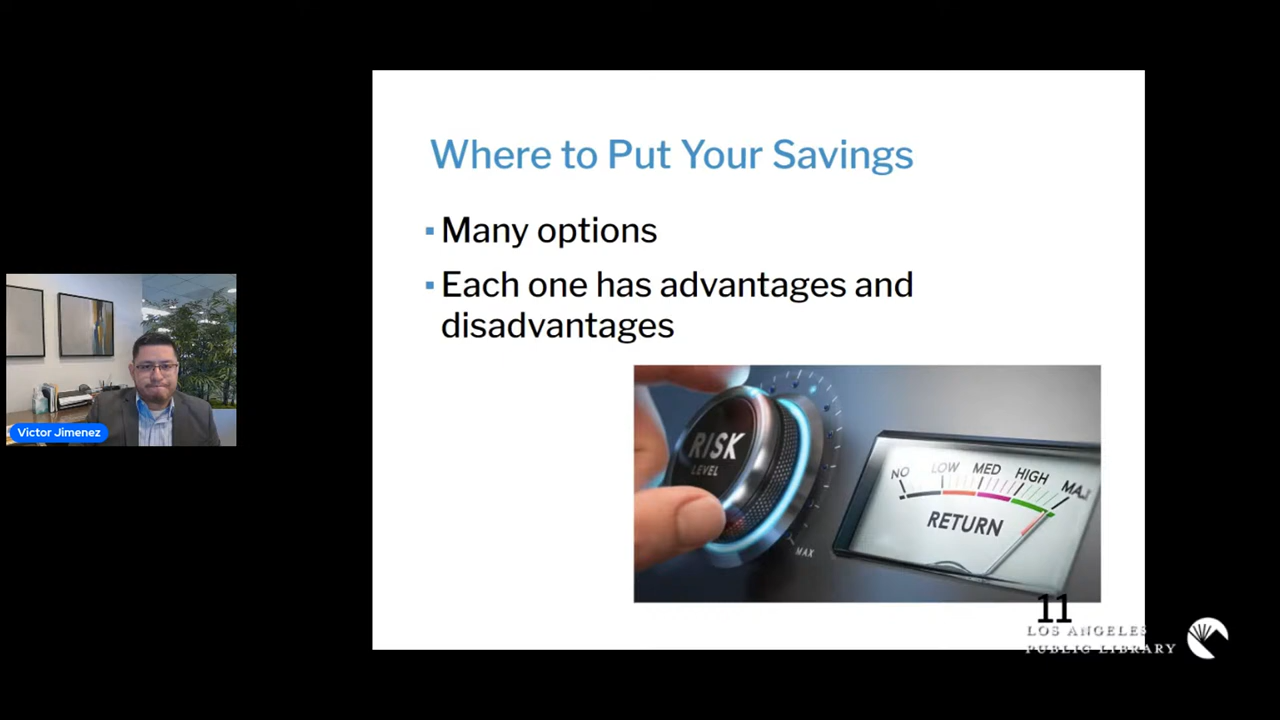 Where to Put Your Savings
Many options
Each one has advantages and
disadvantages
RISK
LEVEL
MAX
NO LOW MED HIGH MAX
RETURN
Victor Jimenez
11
LOS ANGELES
PUBLIC LIBRARY